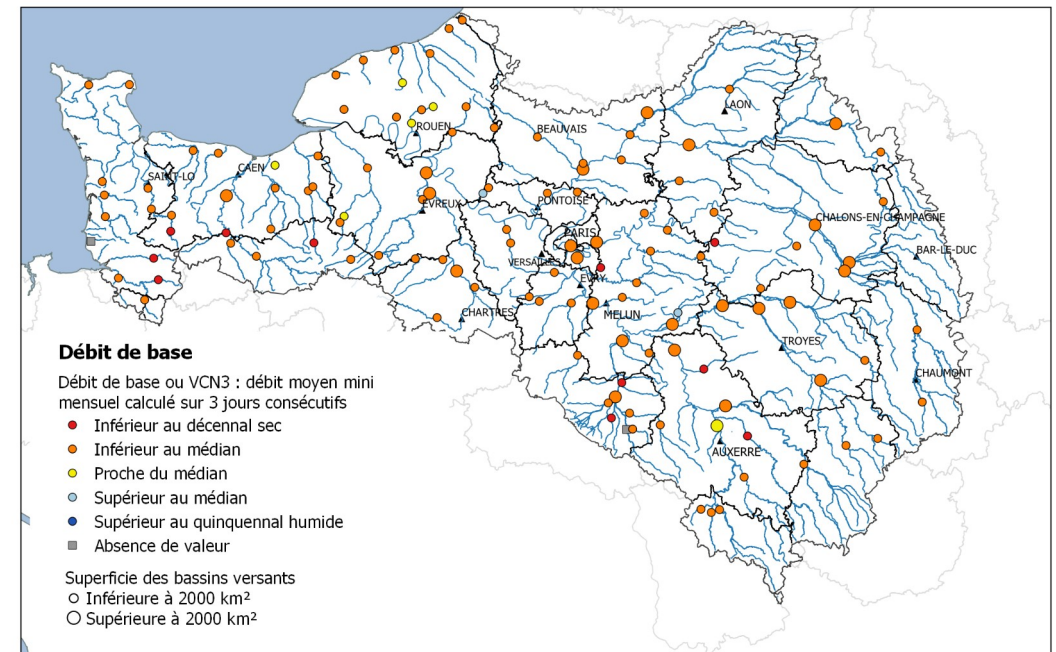 LAON
ROUEN
BEAUVAIS
CAEN
SAINT-LO
EVREUX
PONTOISE
CHALONS-EN-CHAMPAGNE
PARIS
BAR-LE-DUC
VERSAILLES
EVRY
MELUN
CHARTRES
TROYES
CHAUMONT
AUXERRE
Débit de base
Débit de base ou VCN3 : débit moyen mini
mensuel calculé sur 3 jours consécutifs
Inférieur au décennal sec
Inférieur au médian
Proche du médian
Supérieur au médian
Supérieur au quinquennal humide
Absence de valeur
Superficie des bassins versants
Inférieure à 2000 km²
Supérieure à 2000 km²